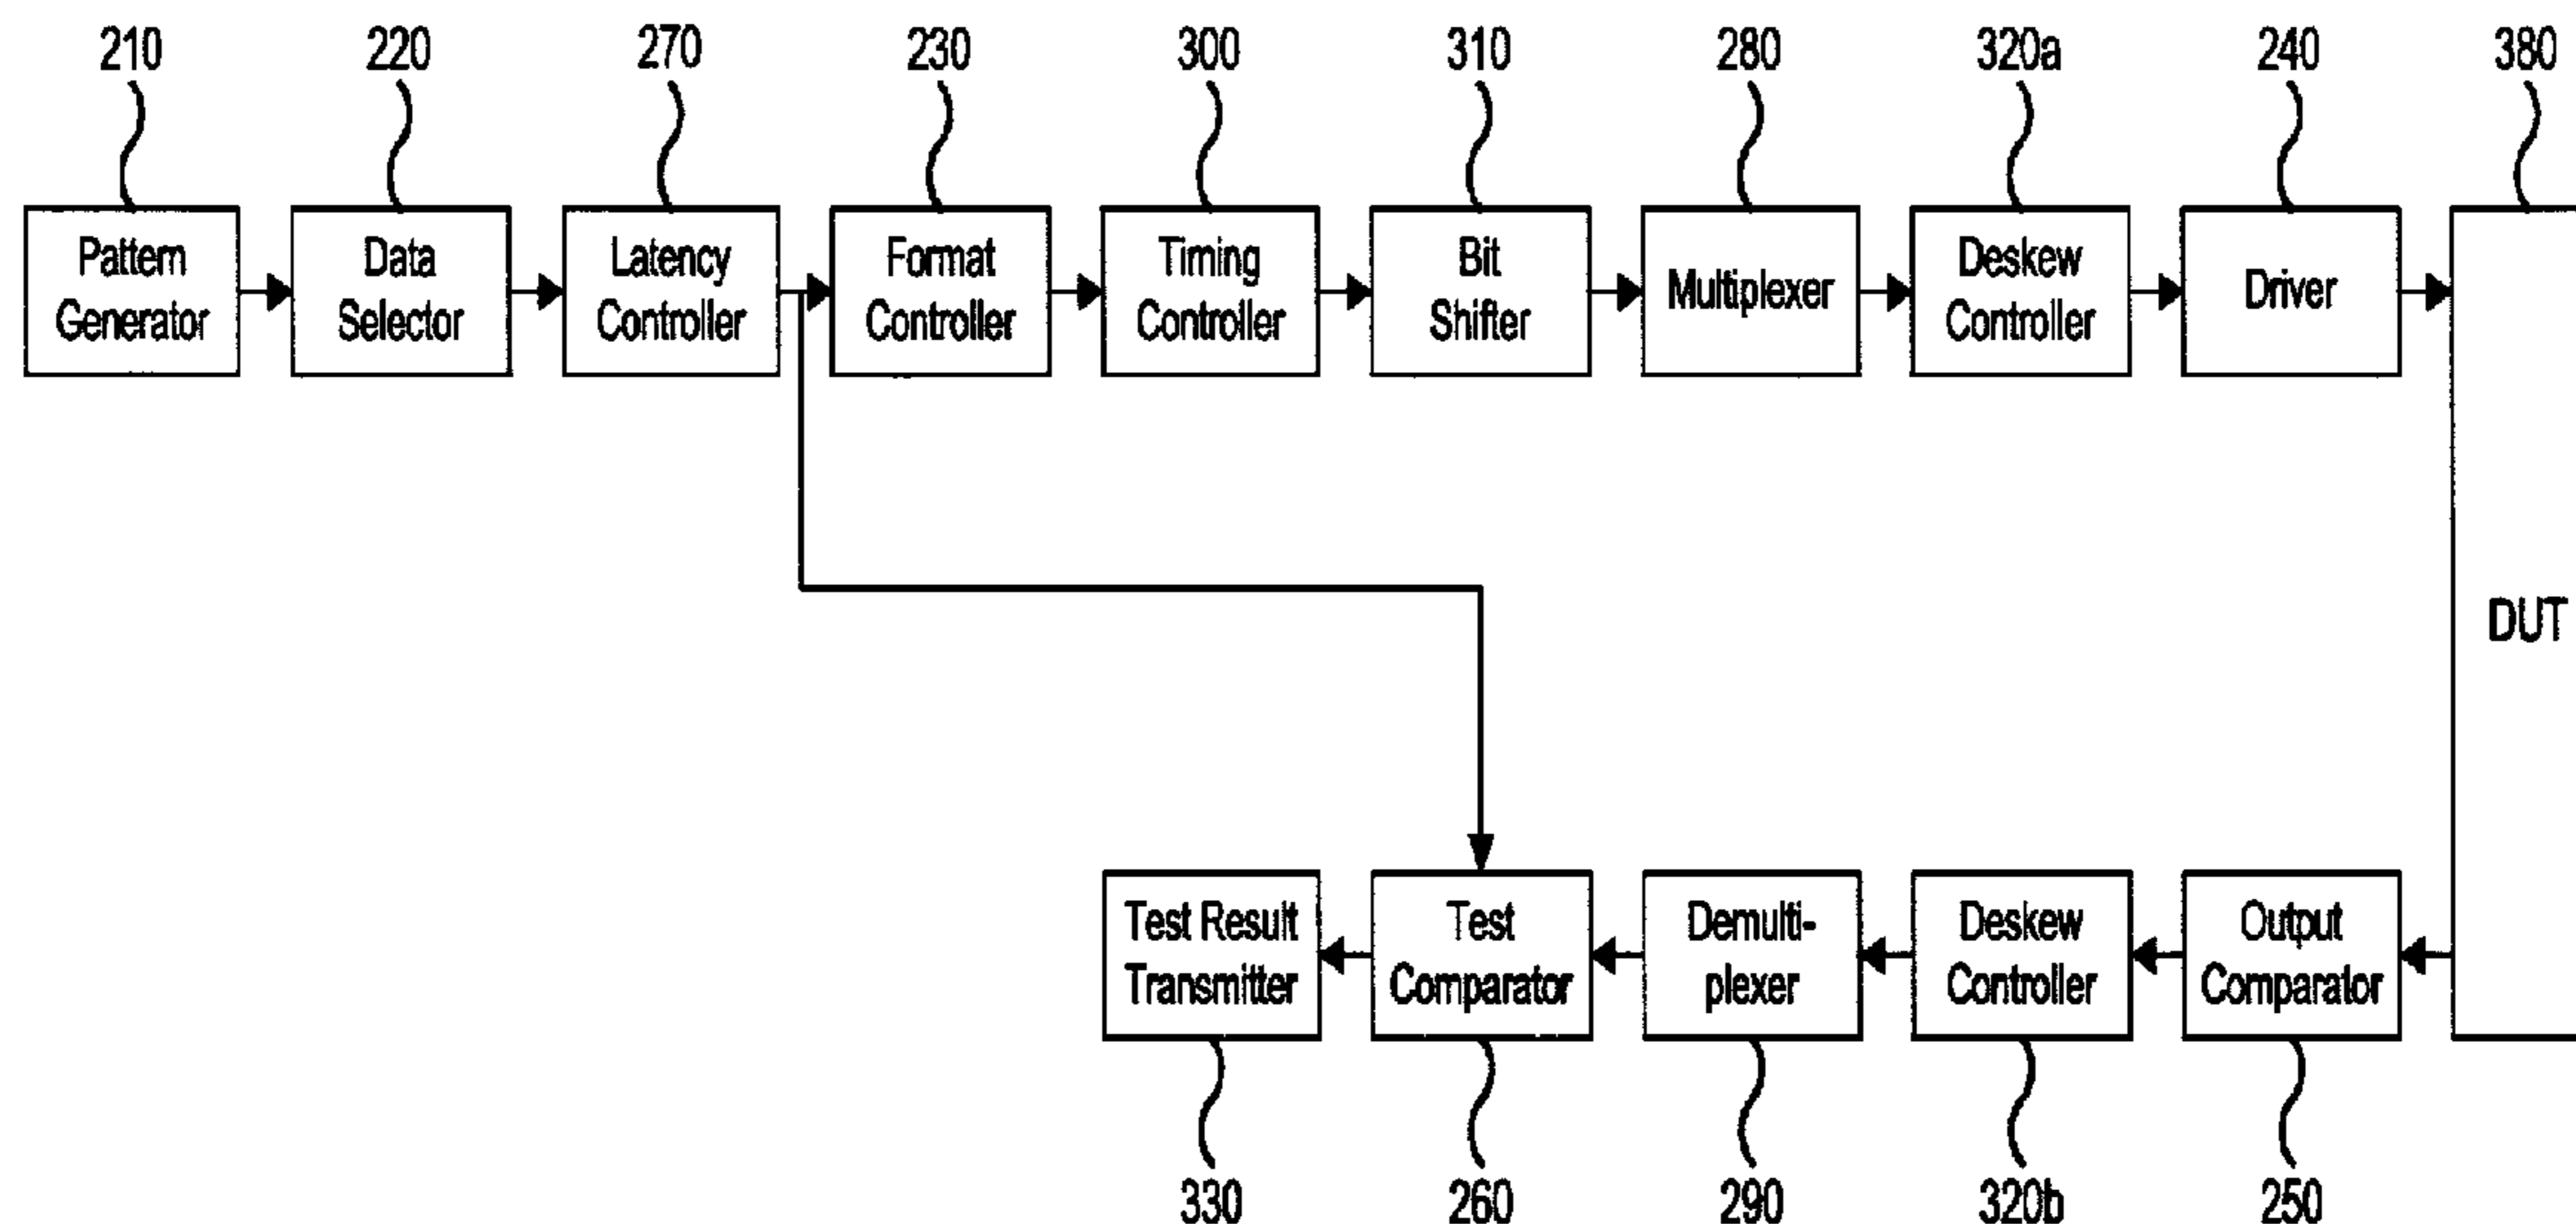 210 220 270 230 300 310 280 320a 240 380
Pattern
Generator
Data
Selector
Latency
Controller
Format
Controller
Timing
Controller
Bit
Shifter
Multiplexer
Deskew
Controller
Driver
DUT
Test Result
Transmitter
Test
Comparator
Demulti-
plexer
Deskew
Controller
Output
Comparator
330 260 290 320b 250